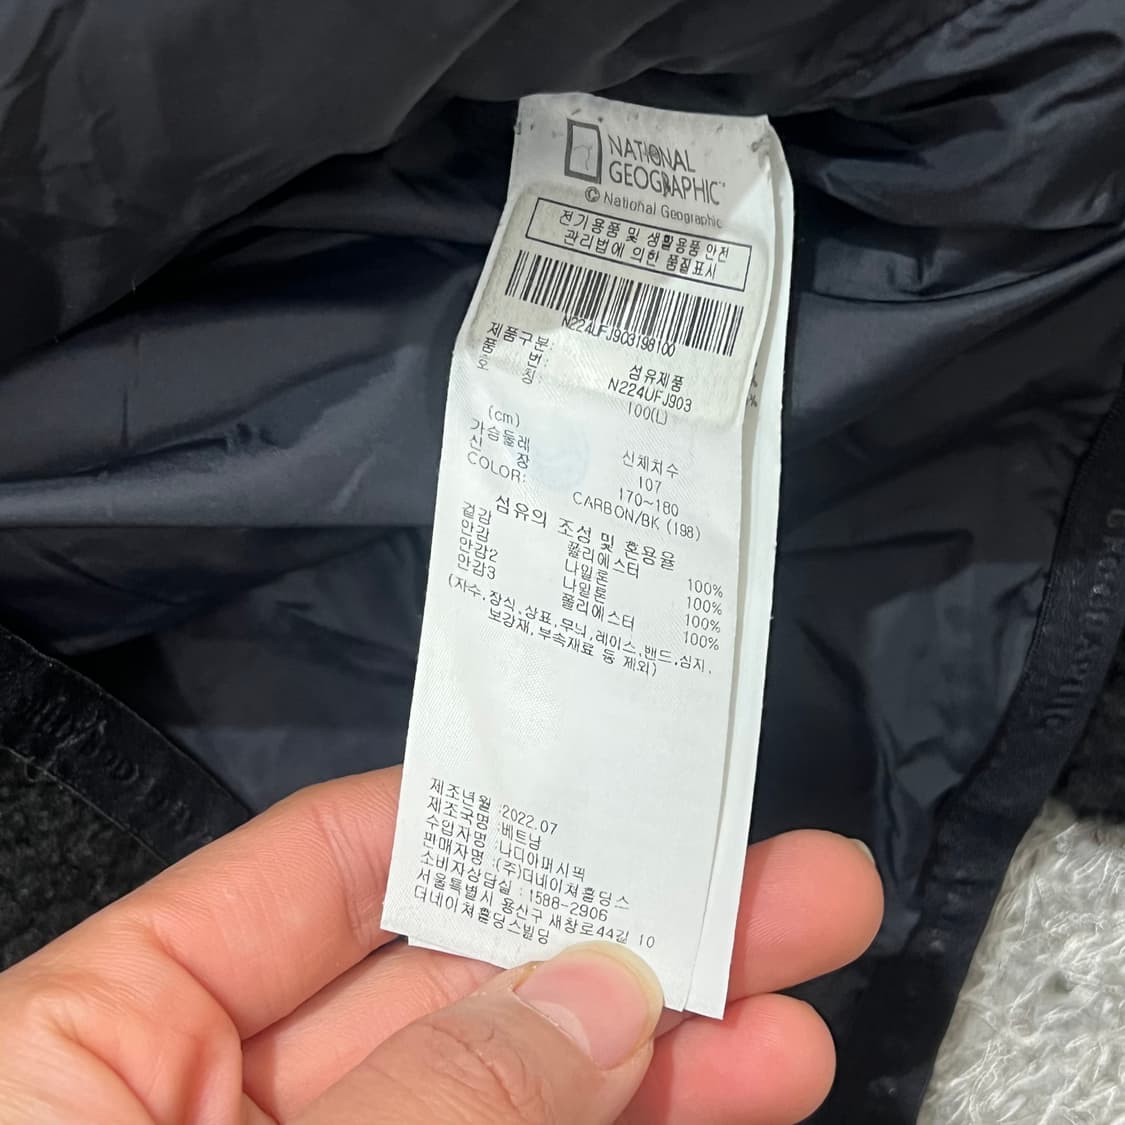 NATIONAL
GEOGRAPHIC
© National Geographic
전기용품 및 생활용품 안전
관리법에 의한 품질표시
N224UFJ903198100
제품구분: 섬유제품
품 번: N224UFJ903
호 칭: 100(L)
(cm) 신체치수
가슴둘레 107
신 장 170~180
COLOR: CARBON/BK (198)
섬유의 조성 및 혼용율
겉감 폴리에스터 100%
안감 나일론 100%
안감2 나일론 100%
안감3 폴리에스터 100%
(자수,장식,상표,무늬,레이스,밴드,심지,
보강재,부속재료 등 제외)
제조년월 :2022.07
제조국명 :베트남
수입자명 :나디아퍼시픽
판매자명 :(주)더네이쳐홀딩스
소비자상담실 : 1588-2906
서울특별시 용산구 새창로44길 10
더네이쳐홀딩스빌딩